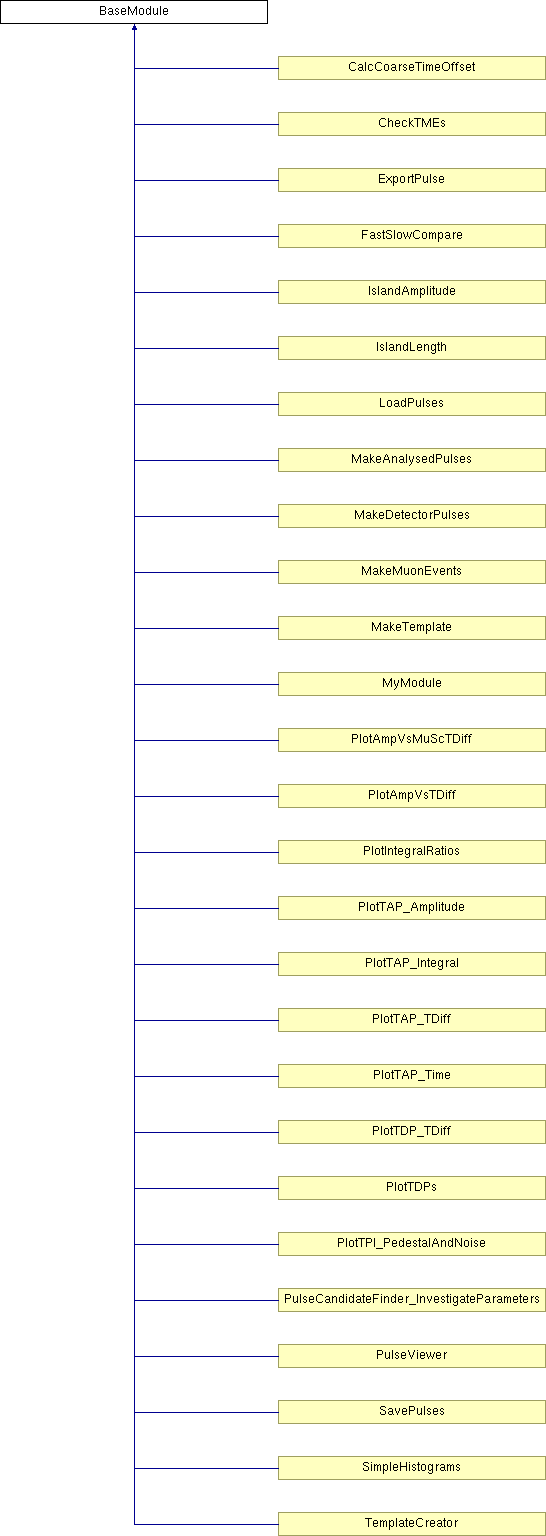 BaseModule
CalcCoarseTimeOffset
CheckTMEs
ExportPulse
FastSlowCompare
IslandAmplitude
IslandLength
LoadPulses
MakeAnalysedPulses
MakeDetectorPulses
MakeMuonEvents
MakeTemplate
MyModule
PlotAmpVsMuScTDiff
PlotAmpVsTDiff
PlotIntegralRatios
PlotTAP_Amplitude
PlotTAP_Integral
PlotTAP_TDiff
PlotTAP_Time
PlotTDP_TDiff
PlotTDPs
PlotTPI_PedestalAndNoise
PulseCandidateFinder_InvestigateParameters
PulseViewer
SavePulses
SimpleHistograms
TemplateCreator